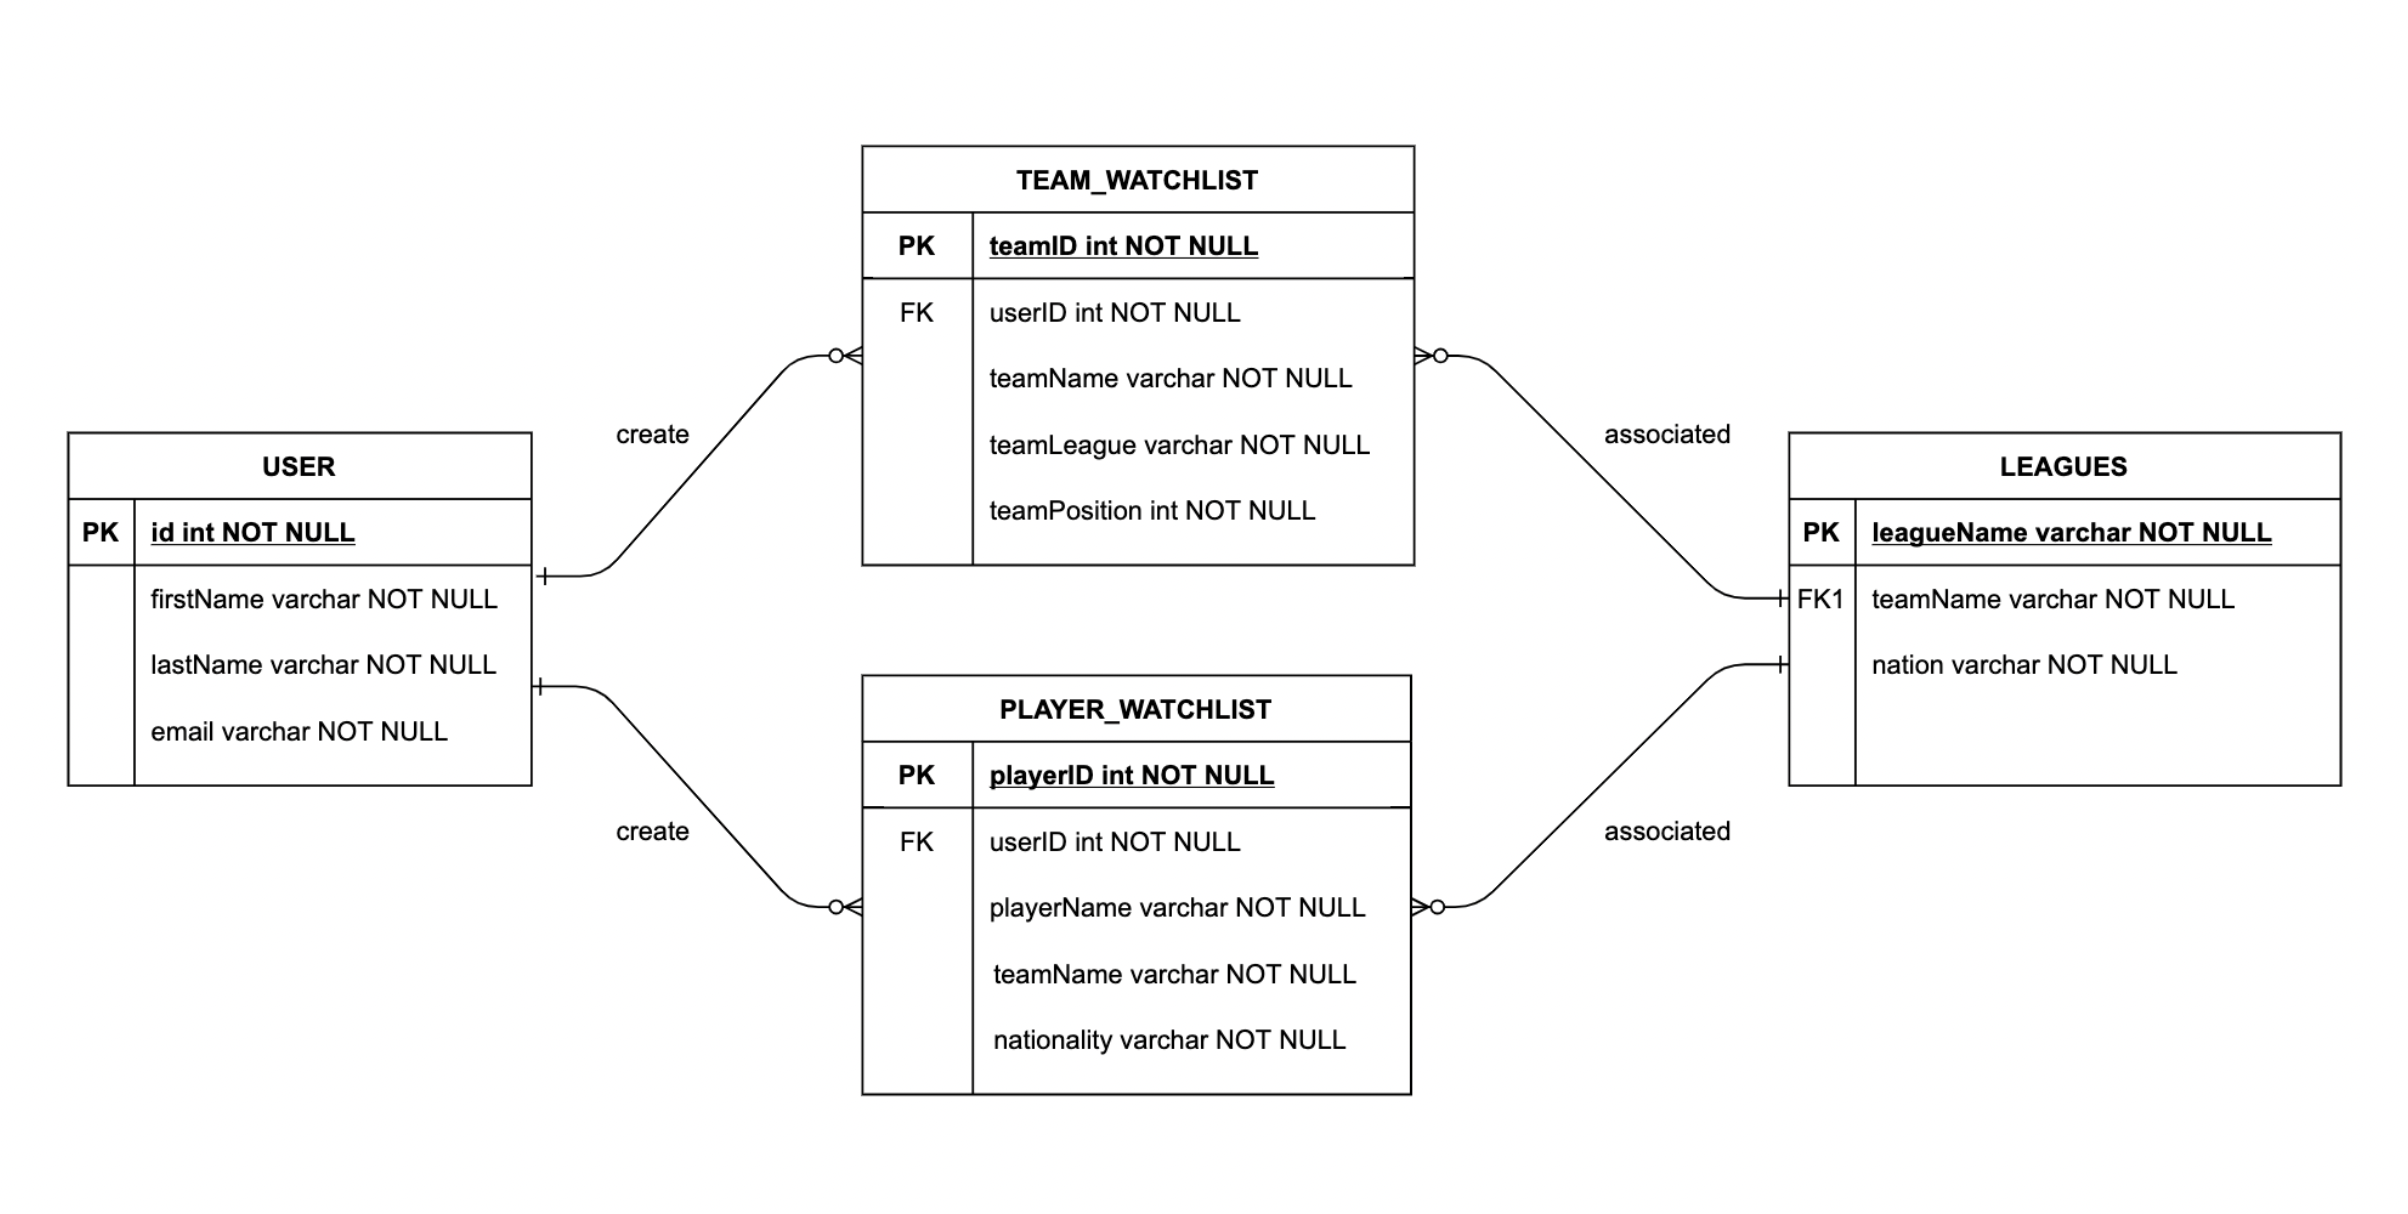 TEAM_WATCHLIST
PK teamID int NOT NULL
FK userID int NOT NULL
teamName varchar NOT NULL
teamLeague varchar NOT NULL
teamPosition int NOT NULL
create
associated
USER
PK id int NOT NULL
firstName varchar NOT NULL
lastName varchar NOT NULL
email varchar NOT NULL
LEAGUES
PK leagueName varchar NOT NULL
FK1 teamName varchar NOT NULL
nation varchar NOT NULL
PLAYER_WATCHLIST
PK playerID int NOT NULL
FK userID int NOT NULL
playerName varchar NOT NULL
teamName varchar NOT NULL
nationality varchar NOT NULL
create
associated